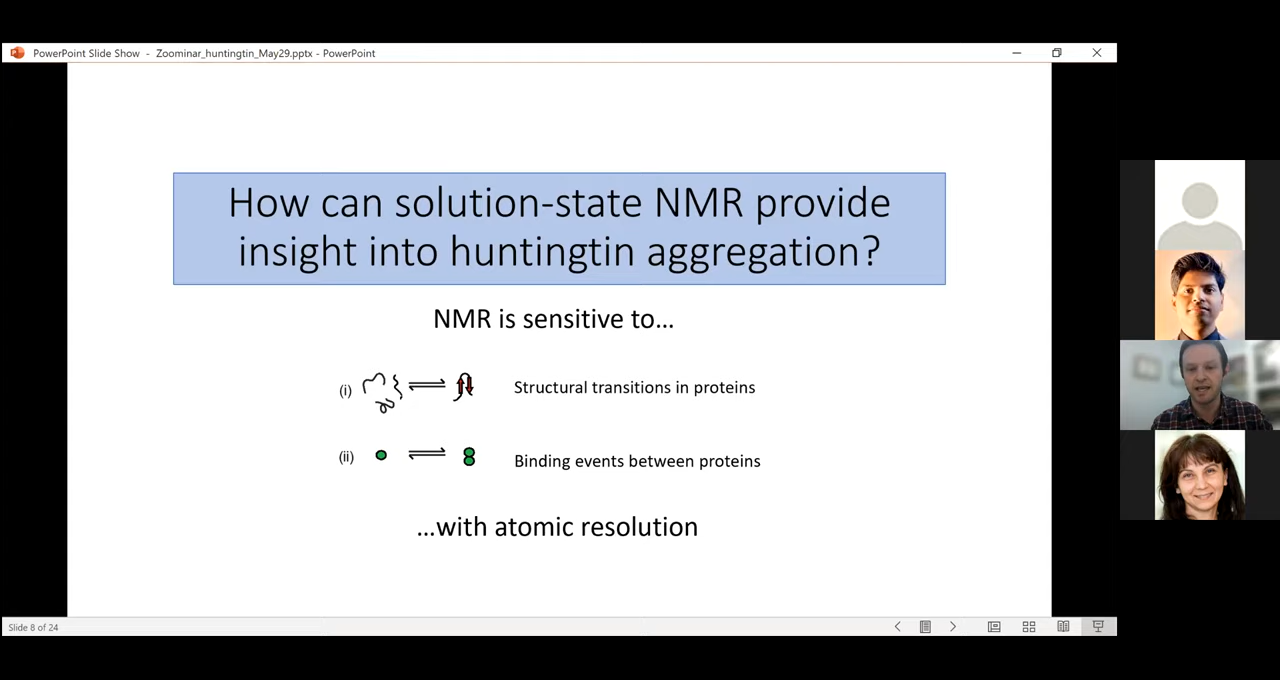 PowerPoint Slide Show - Zoominar_huntingtin_May29.pptx - PowerPoint
How can solution-state NMR provide
insight into huntingtin aggregation?
NMR is sensitive to...
(i) Structural transitions in proteins
(ii) Binding events between proteins
...with atomic resolution
Slide 8 of 24